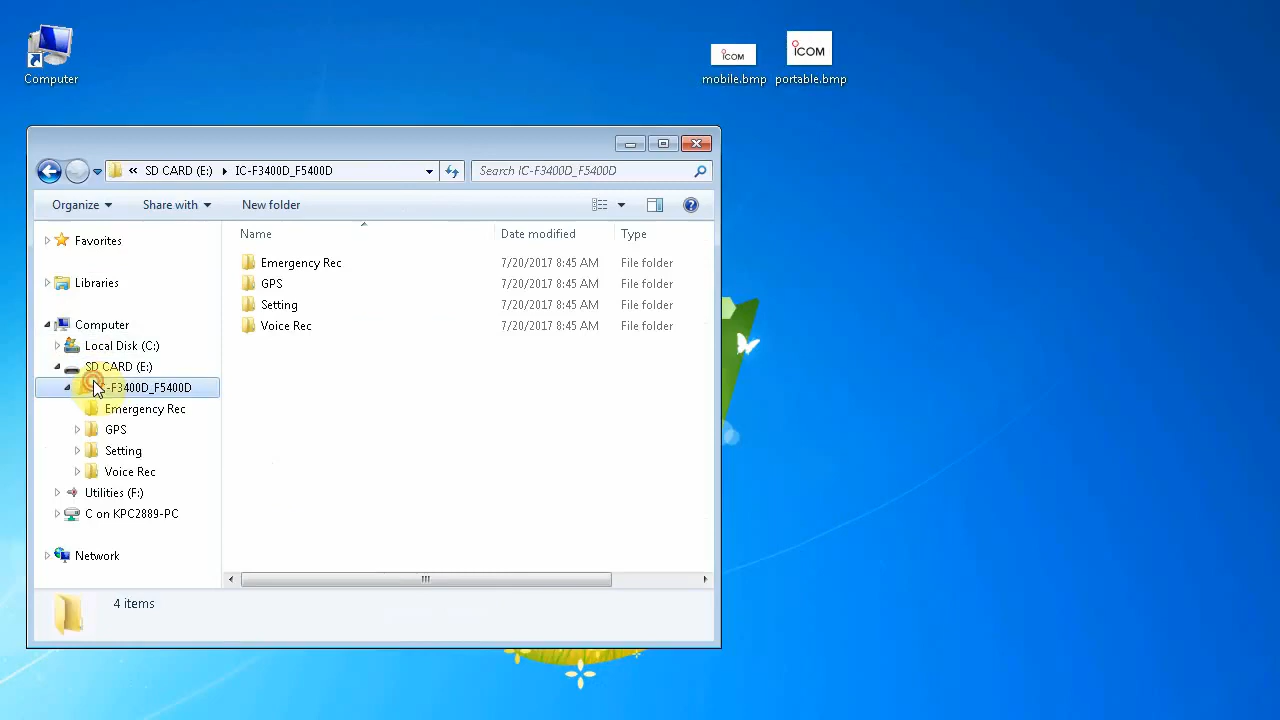 Computer
iCOM
mobile.bmp
iCOM
portable.bmp
« SD CARD (E:) IC-F3400D_F5400D
Search IC-F3400D_F5400D
Organize Share with New folder
Favorites
Libraries
Computer
Local Disk (C:)
SD CARD (E:)
-F3400D_F5400D
Emergency Rec
GPS
Setting
Voice Rec
Utilities (F:)
C on KPC2889-PC
Network
Name Date modified Type
Emergency Rec 7/20/2017 8:45 AM File folder
GPS 7/20/2017 8:45 AM File folder
Setting 7/20/2017 8:45 AM File folder
Voice Rec 7/20/2017 8:45 AM File folder
4 items